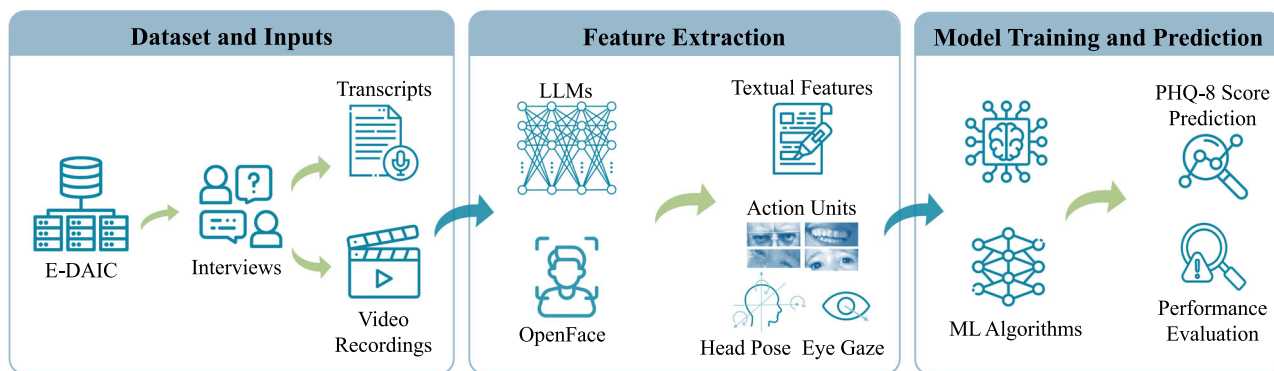 Dataset and Inputs
E-DAIC
Interviews
Transcripts
Video
Recordings
Feature Extraction
LLMs
OpenFace
Textual Features
Action Units
Head Pose
Eye Gaze
Model Training and Prediction
ML Algorithms
PHQ-8 Score
Prediction
Performance
Evaluation